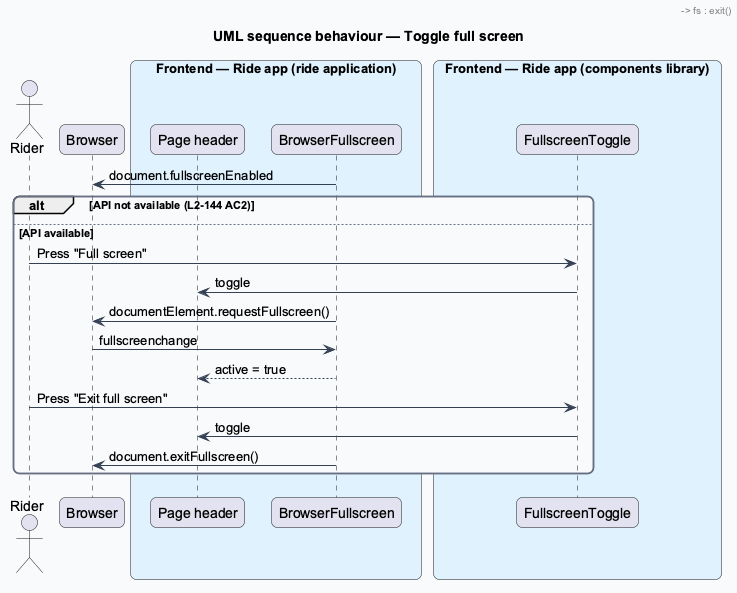 -> fs : exit()
UML sequence behaviour — Toggle full screen
Frontend — Ride app (ride application)
Frontend — Ride app (components library)
Rider
Browser
Page header
BrowserFullscreen
FullscreenToggle
document.fullscreenEnabled
alt
[API not available (L2-144 AC2)]
[API available]
Press "Full screen"
toggle
documentElement.requestFullscreen()
fullscreenchange
active = true
Press "Exit full screen"
toggle
document.exitFullscreen()
Rider
Browser
Page header
BrowserFullscreen
FullscreenToggle